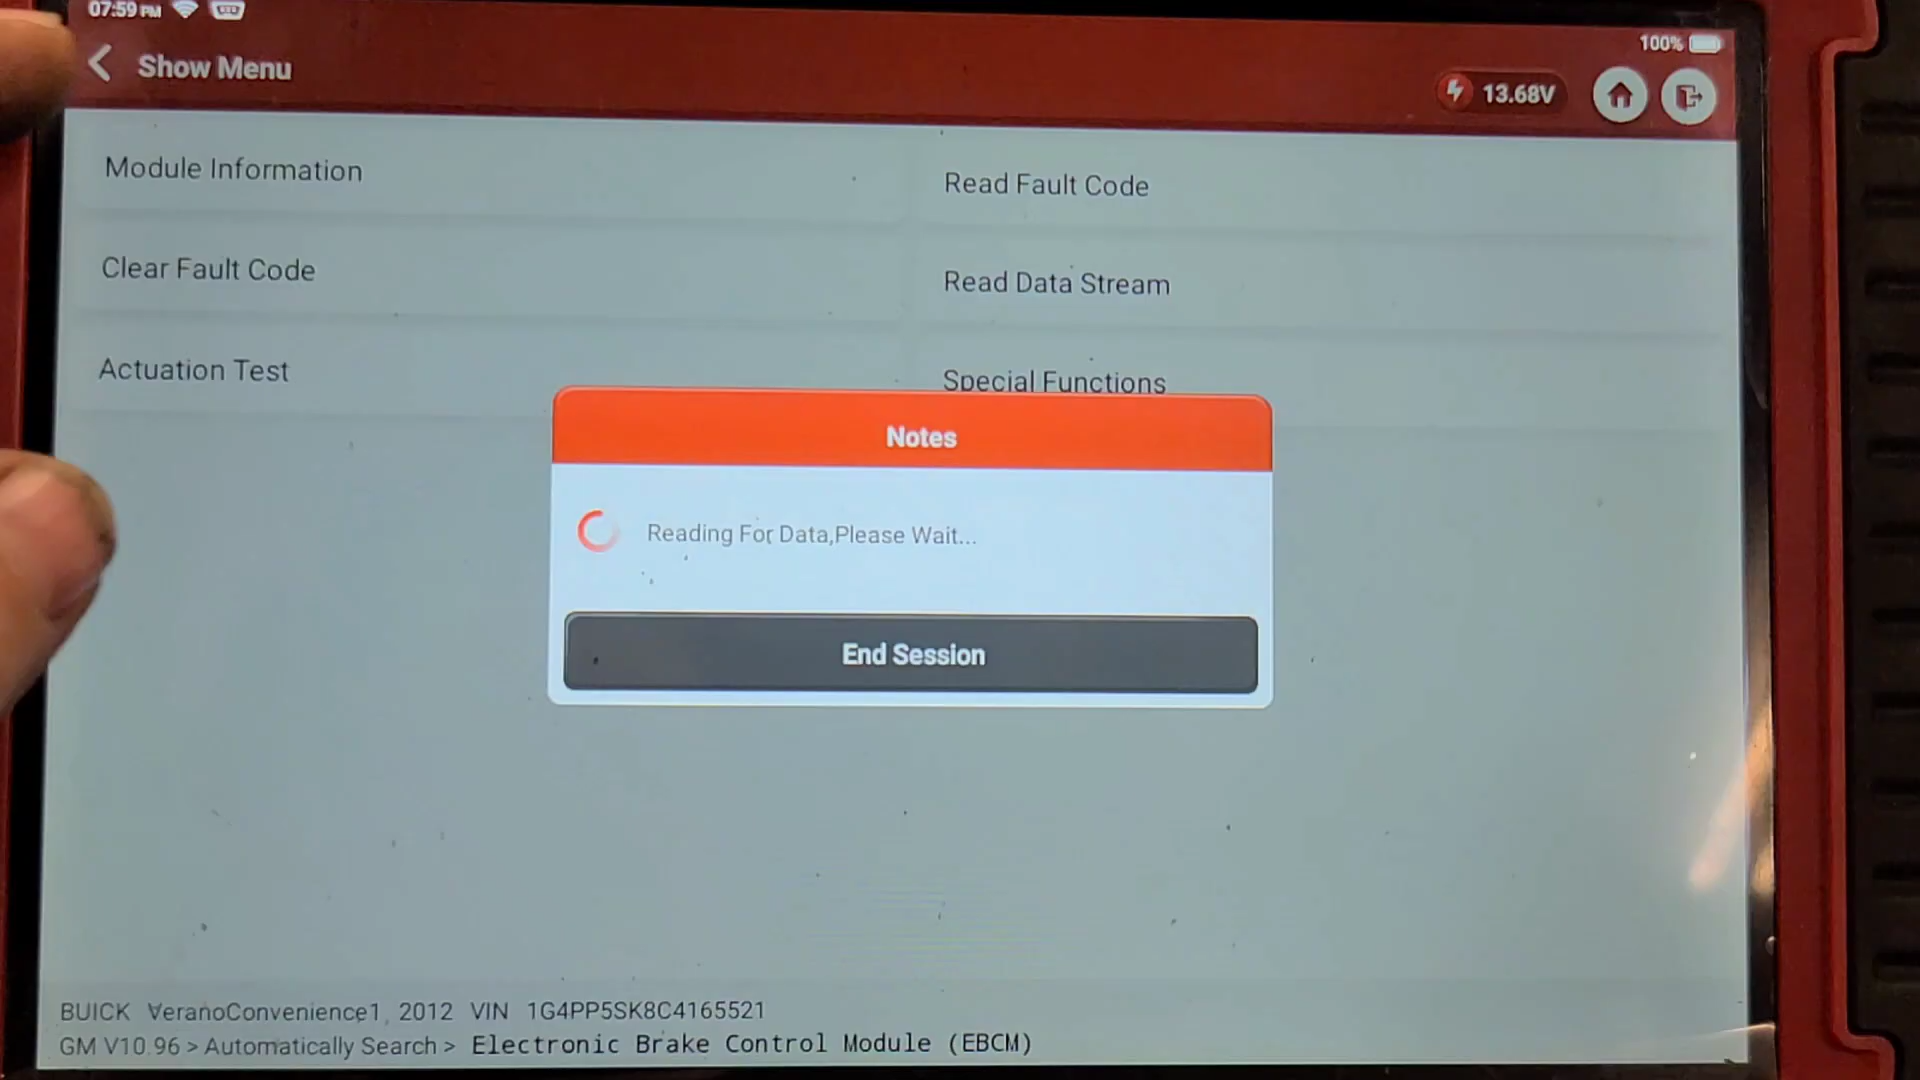 07:59 PM
100%
Show Menu
13.68V
Module Information
Read Fault Code
Clear Fault Code
Read Data Stream
Actuation Test
Special Functions
Notes
Reading For Data,Please Wait...
End Session
BUICK VeranoConvenience1, 2012 VIN 1G4PP5SK8C4165521
GM V10.96 > Automatically Search > Electronic Brake Control Module (EBCM)